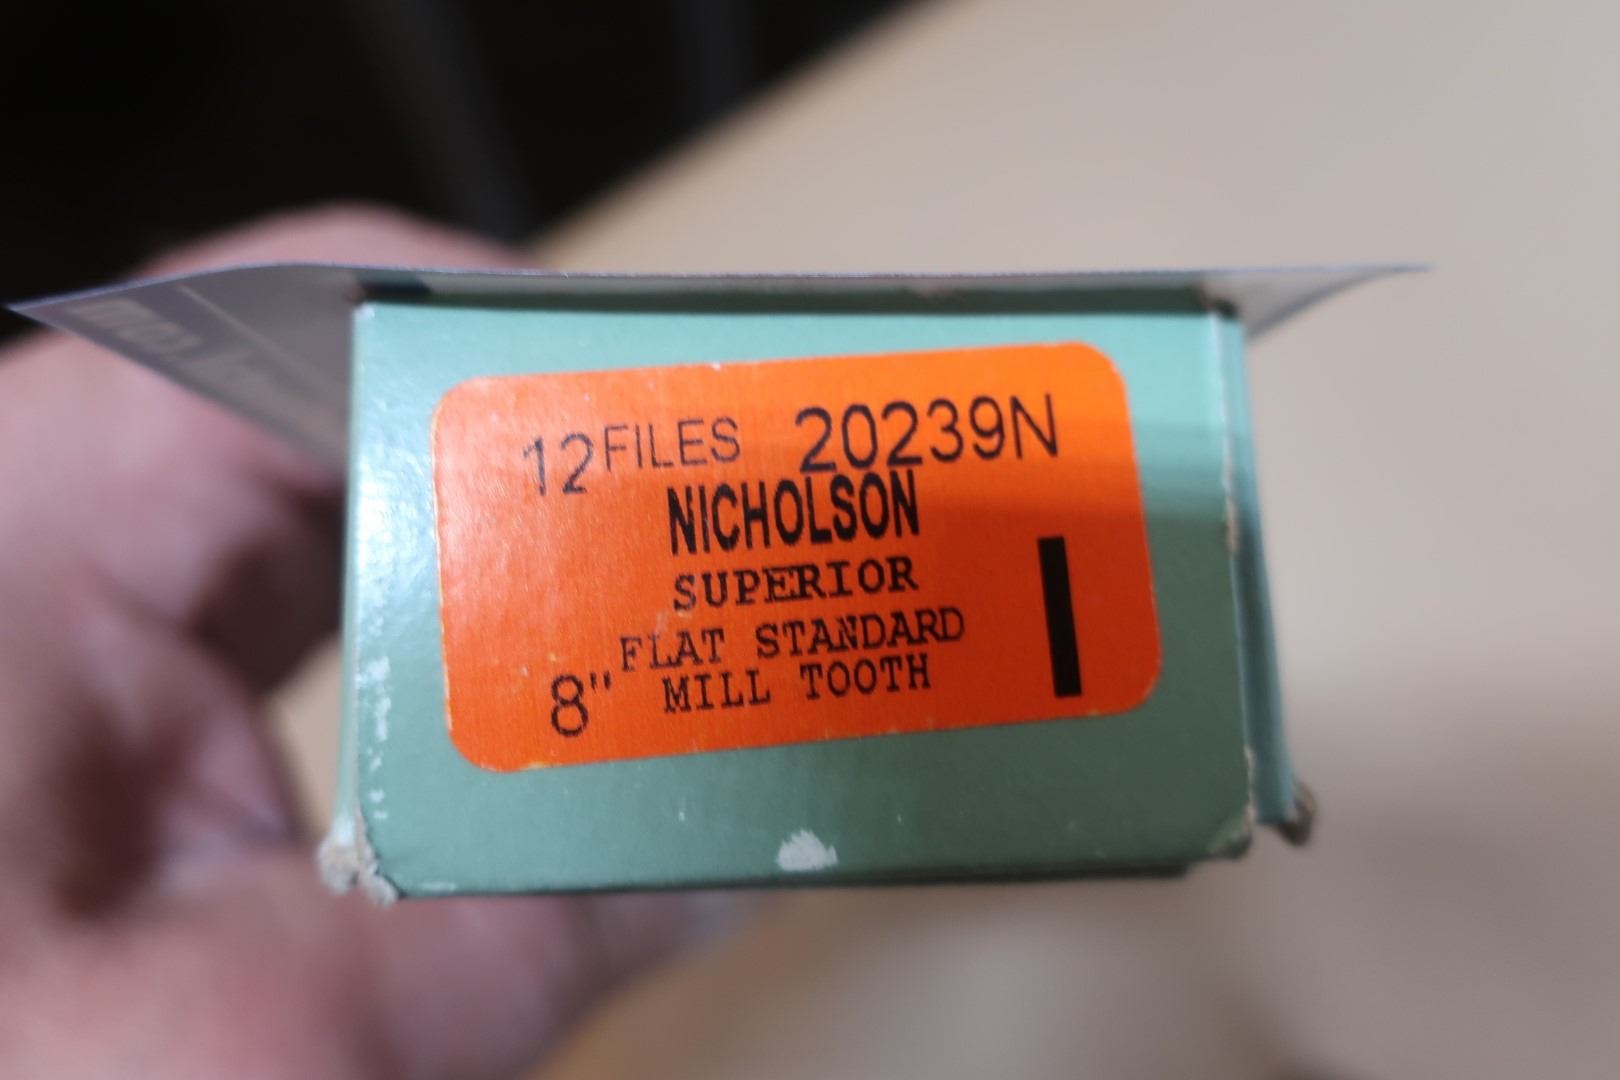 12 FILES 20239N
NICHOLSON
SUPERIOR
FLAT STANDARD
8" MILL TOOTH